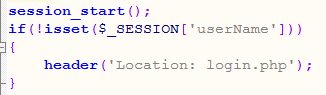 session_start();
if(!isset($_SESSION['userName']))
{
header('Location: login.php');
}